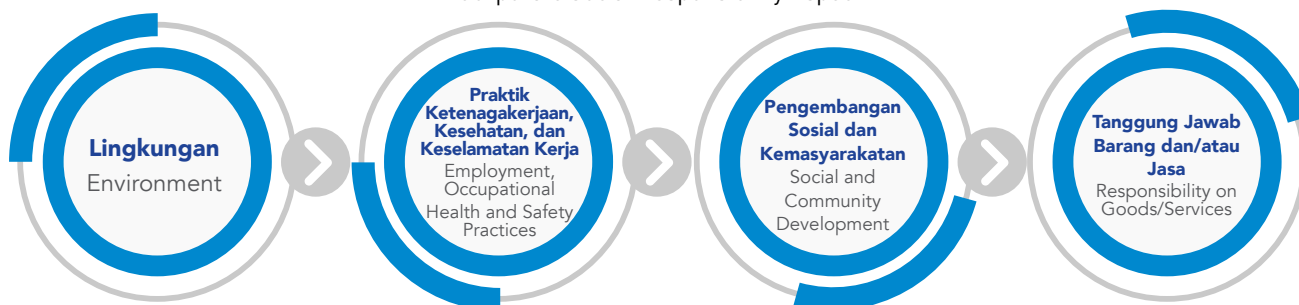 Lingkungan
Environment
Praktik
Ketenagakerjaan,
Kesehatan, dan
Keselamatan Kerja
Employment,
Occupational
Health and Safety
Practices
Pengembangan
Sosial dan
Kemasyarakatan
Social and
Community
Development
Tanggung Jawab
Barang dan/atau
Jasa
Responsibility on
Goods/Services